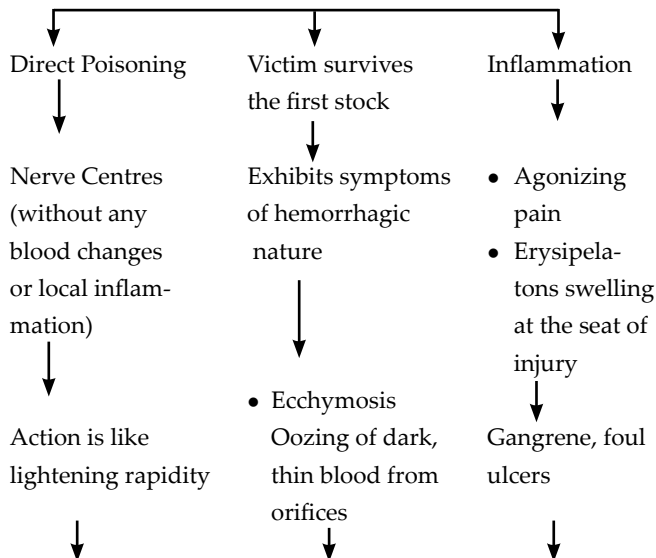 Direct Poisoning
Nerve Centres
(without any
blood changes
or local inflam-
mation)
Action is like
lightening rapidity
Victim survives
the first stock
Exhibits symptoms
of hemorrhagic
nature
• Ecchymosis
Oozing of dark,
thin blood from
orifices
Inflammation
• Agonizing
pain
• Erysipela-
tons swelling
at the seat of
injury
Gangrene, foul
ulcers